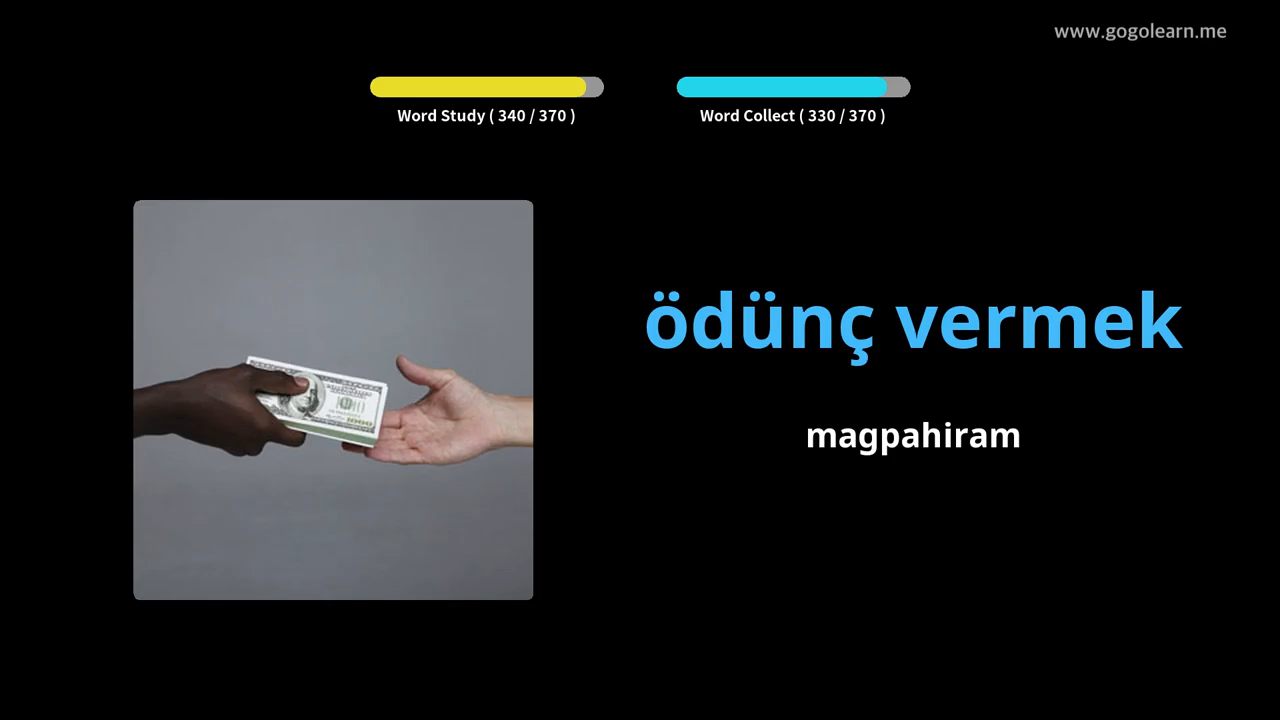 www.gogolearn.me
Word Study ( 340 / 370 )
Word Collect ( 330 / 370 )
ödünç vermek
magpahiram